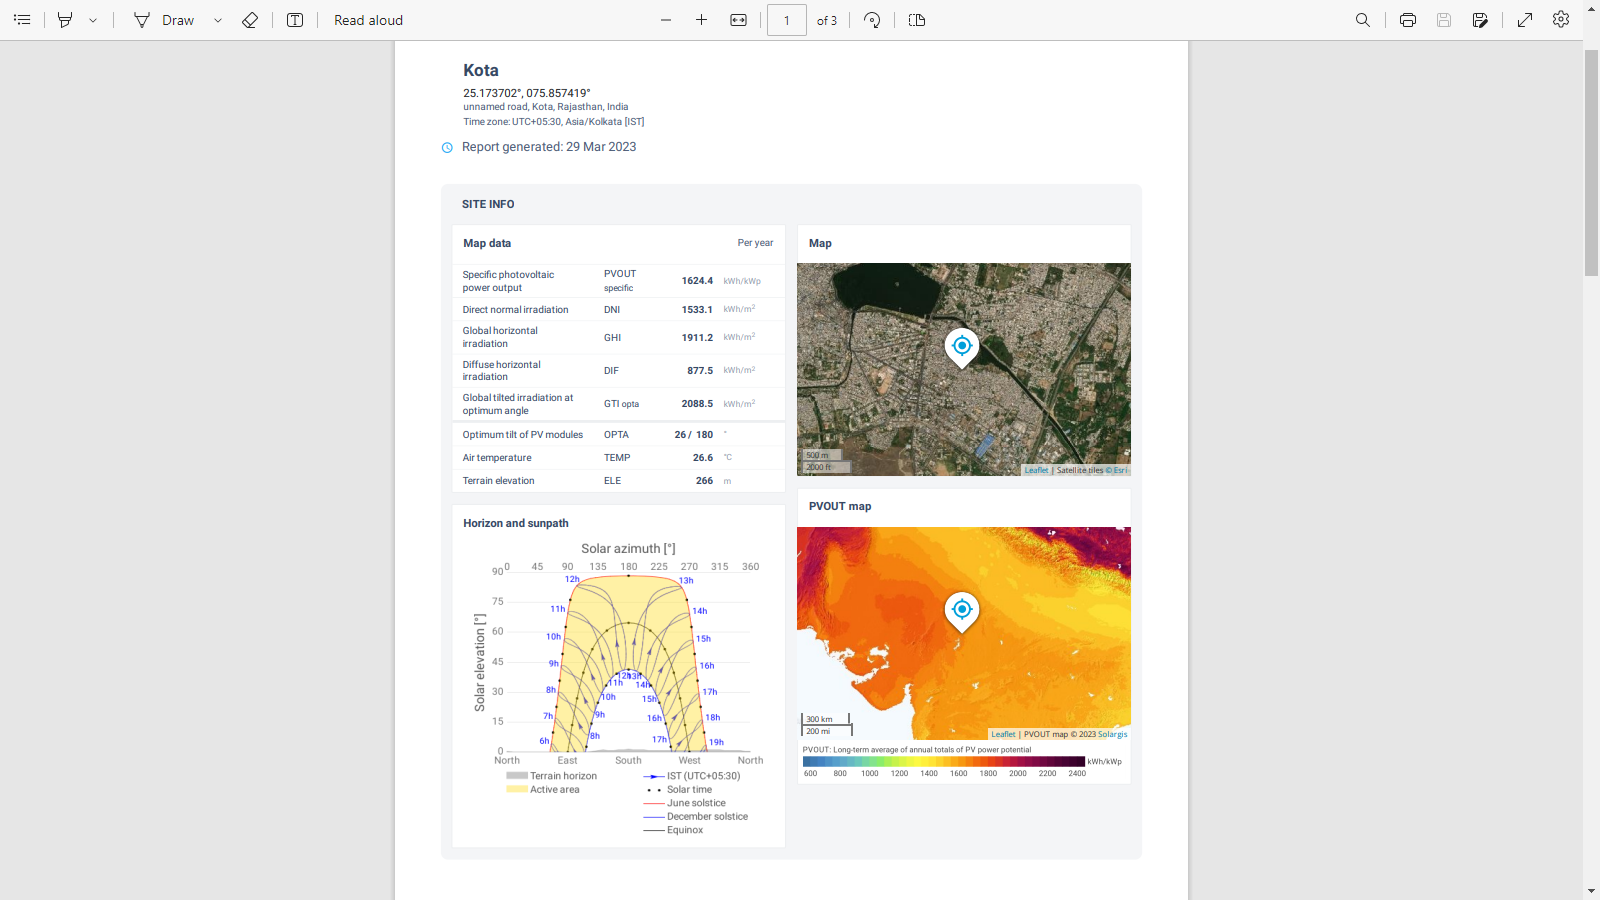 Draw
Read aloud
1
of 3
Kota
25.173702°, 075.857419°
unnamed road, Kota, Rajasthan, India
Time zone: UTC+05:30, Asia/Kolkata [IST]
Report generated: 29 Mar 2023
SITE INFO
Map data Per year
Specific photovoltaic power output PVOUT specific 1624.4 kWh/kWp
Direct normal irradiation DNI 1533.1 kWh/m²
Global horizontal irradiation GHI 1911.2 kWh/m²
Diffuse horizontal irradiation DIF 877.5 kWh/m²
Global tilted irradiation at optimum angle GTI opta 2088.5 kWh/m²
Optimum tilt of PV modules OPTA 26 / 180 °
Air temperature TEMP 26.6 °C
Terrain elevation ELE 266 m
Map
500 m
2000 ft
Leaflet | Satellite tiles © Esri
Horizon and sunpath
Solar azimuth [°]
0 45 90 135 180 225 270 315 360
Solar elevation [°]
90
75
60
45
30
15
0
12h 13h
11h 14h
10h 15h
9h 16h
8h 17h
7h 18h
6h 19h
12h 13h
11h 14h
10h 15h
9h 16h
8h 17h
North East South West North
Terrain horizon
Active area
IST (UTC+05:30)
Solar time
June solstice
December solstice
Equinox
PVOUT map
300 km
200 mi
Leaflet | PVOUT map © 2023 Solargis
PVOUT: Long-term average of annual totals of PV power potential
kWh/kWp
600 800 1000 1200 1400 1600 1800 2000 2200 2400